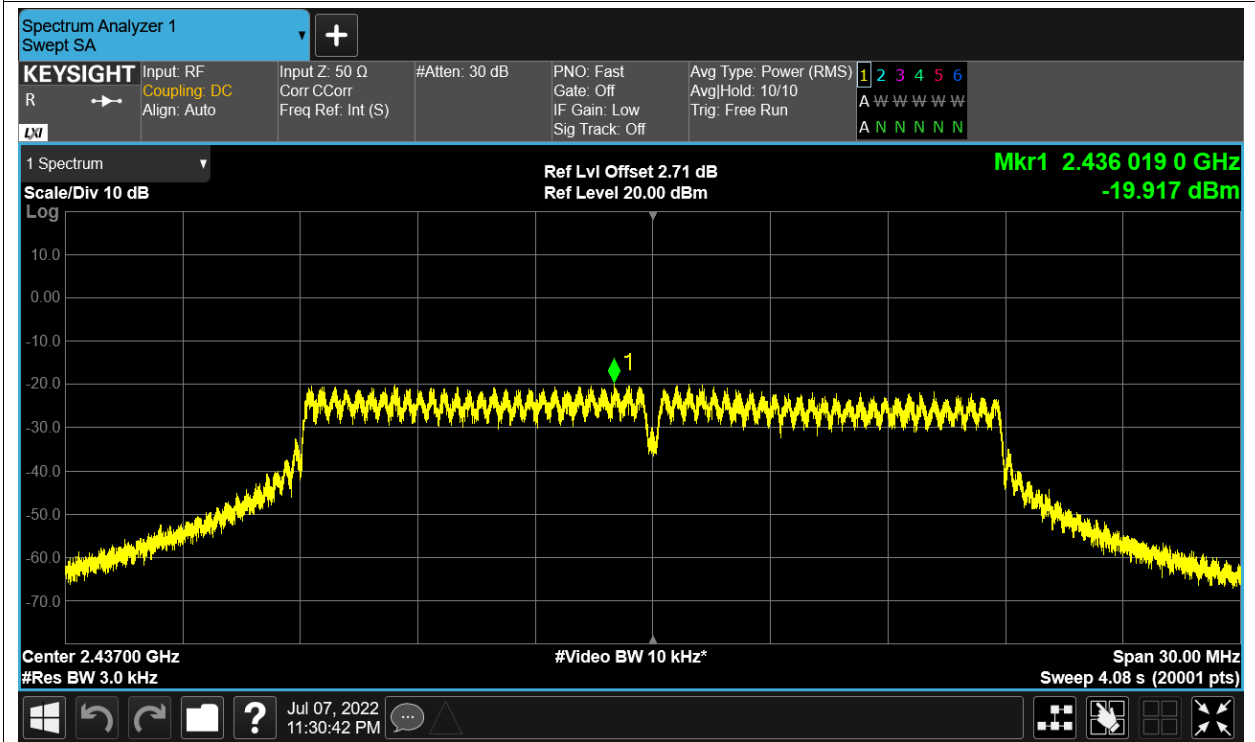 Spectrum Analyzer 1
Swept SA
+
KEYSIGHT
R
LXI
Input: RF
Coupling: DC
Align: Auto
Input Z: 50 Ω
Corr CCorr
Freq Ref: Int (S)
#Atten: 30 dB
PNO: Fast
Gate: Off
IF Gain: Low
Sig Track: Off
Avg Type: Power (RMS)
Avg|Hold: 10/10
Trig: Free Run
1 2 3 4 5 6
A W W W W W
A N N N N N
1 Spectrum
Scale/Div 10 dB
Log
Ref Lvl Offset 2.71 dB
Ref Level 20.00 dBm
Mkr1 2.436 019 0 GHz
-19.917 dBm
10.0
0.00
-10.0
-20.0
-30.0
-40.0
-50.0
-60.0
-70.0
1
Center 2.43700 GHz
#Res BW 3.0 kHz
#Video BW 10 kHz*
Span 30.00 MHz
Sweep 4.08 s (20001 pts)
?
Jul 07, 2022
11:30:42 PM